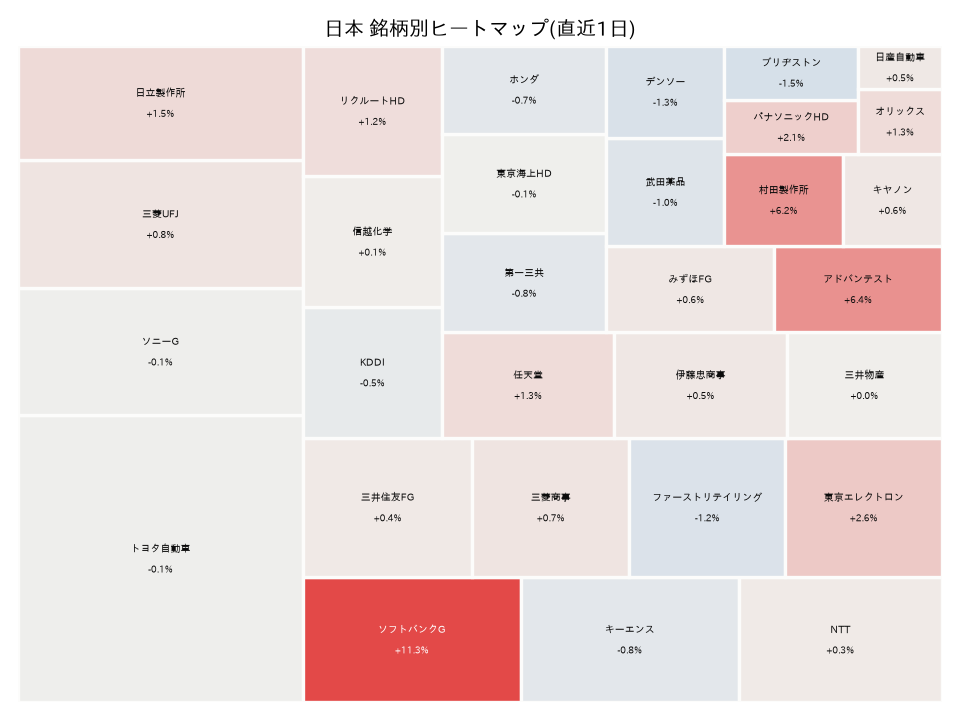 日本 銘柄別ヒートマップ(直近1日)
日立製作所
+1.5%
三菱UFJ
+0.8%
ソニーG
-0.1%
トヨタ自動車
-0.1%
リクルートHD
+1.2%
信越化学
+0.1%
KDDI
-0.5%
ホンダ
-0.7%
東京海上HD
-0.1%
第一三共
-0.8%
デンソー
-1.3%
武田薬品
-1.0%
ブリヂストン
-1.5%
パナソニックHD
+2.1%
日産自動車
+0.5%
オリックス
+1.3%
村田製作所
+6.2%
キヤノン
+0.6%
みずほFG
+0.6%
アドバンテスト
+6.4%
任天堂
+1.3%
伊藤忠商事
+0.5%
三井物産
+0.0%
三井住友FG
+0.4%
三菱商事
+0.7%
ファーストリテイリング
-1.2%
東京エレクトロン
+2.6%
ソフトバンクG
+11.3%
キーエンス
-0.8%
NTT
+0.3%